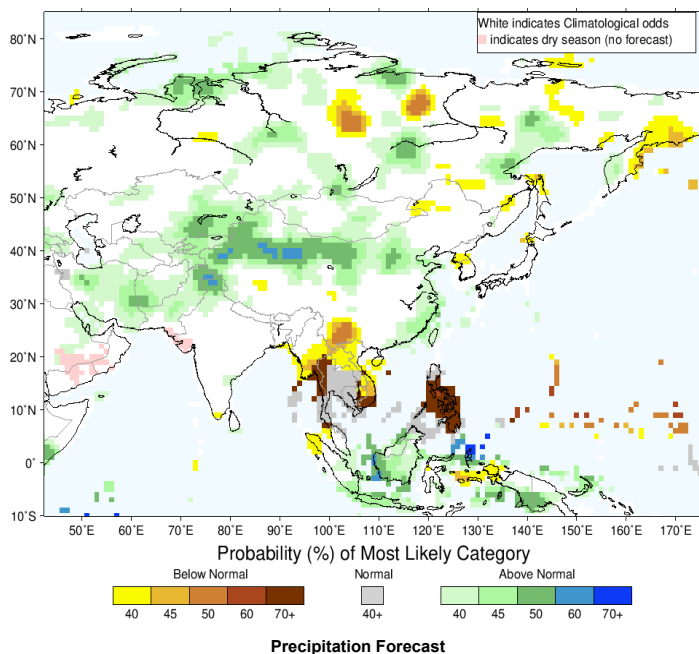 White indicates Climatological odds
indicates dry season (no forecast)
80˚N
70˚N
60˚N
50˚N
40˚N
30˚N
20˚N
10˚N
0˚
10˚S
50˚E 60˚E 70˚E 80˚E 90˚E 100˚E 110˚E 120˚E 130˚E 140˚E 150˚E 160˚E 170˚E
Probability (%) of Most Likely Category
Below Normal Normal Above Normal
40 45 50 60 70+ 40+ 40 45 50 60 70+
Precipitation Forecast